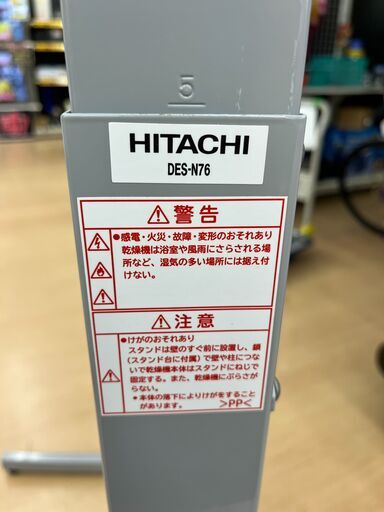 5
HITACHI
DES-N76
警告
●感電・火災・故障・変形のおそれあり
乾燥機は浴室や風雨にさらされる場
所など、湿気の多い場所には据え付
けない。
注意
●けがのおそれあり
スタンドは壁のすぐ前に設置し、鎖
(スタンド台に付属)で壁や柱につな
いで乾燥機本体はスタンドにねじで
固定する。また、乾燥機にぶらさが
らない。
*本体の落下によりけがをすること
があります。
>PP<